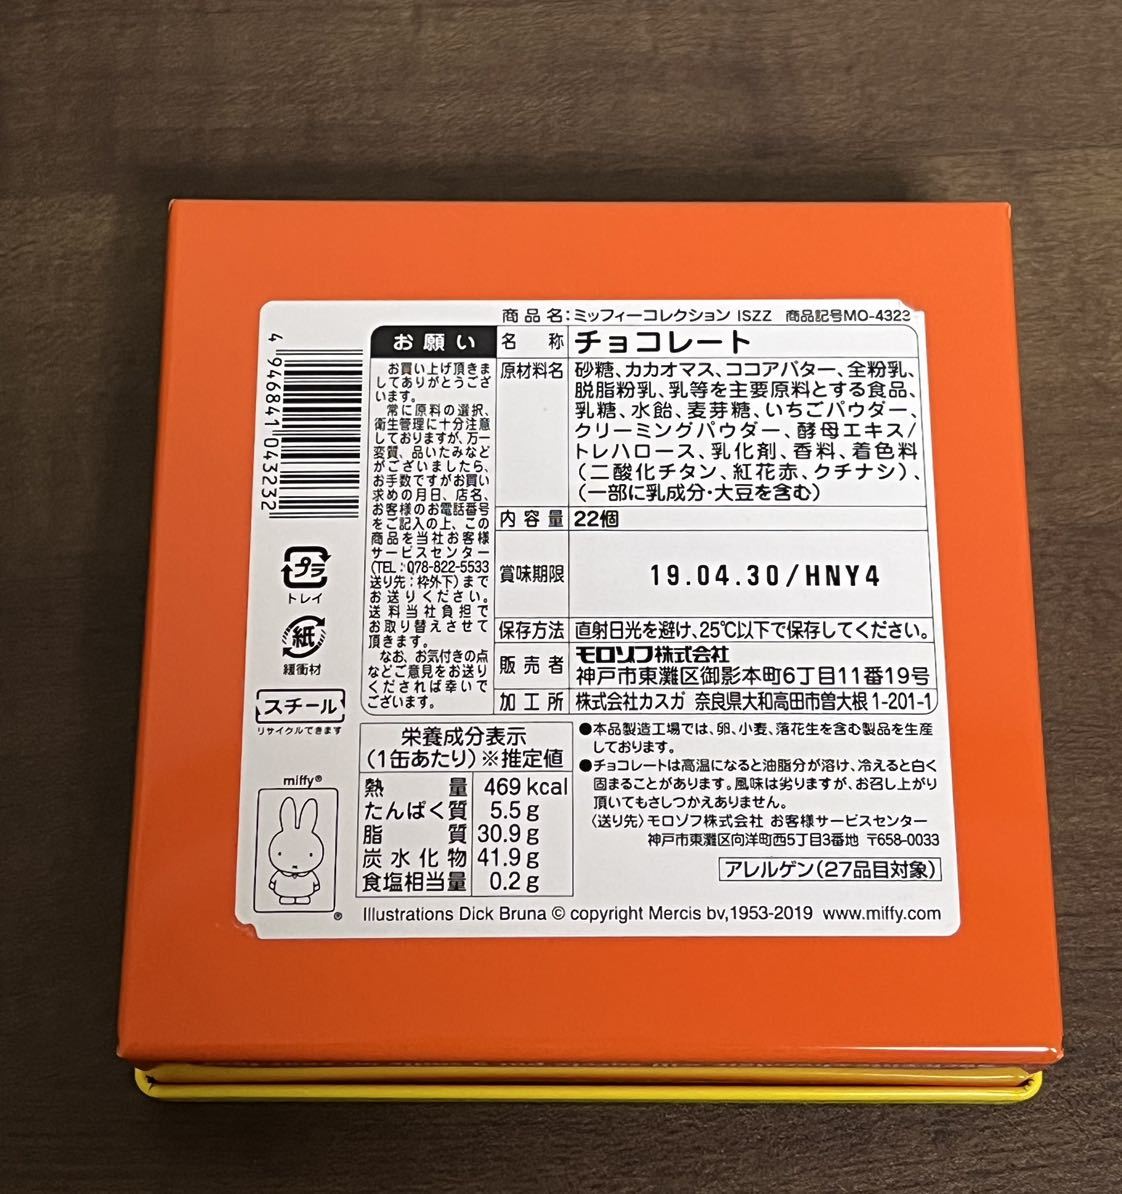 商品名：ミッフィーコレクション ISZZ 商品記号MO-4323
4 946841 043232
プラ
トレイ
紙
緩衝材
スチール
リサイクルできます
miffy®
®
お願い
お買い上げ頂きま
してありがとうござ
います。
常に原料の選択、
衛生管理に十分注意
しておりますが、万一
変質、品いたみなど
がございましたら、
お手数ですがお買い
求めの月日、店名、
お客様のお電話番号
をご記入の上、この
商品を当社お客様
サービスセンター
(TEL：078-822-5533
送り先：枠外下)まで
お送りください。
送料当社負担で
お取り替えさせて
頂きます。
なお、お気付きの点
などご意見をお送り
くだされば幸いで
ございます。
名称 チョコレート
原材料名 砂糖、カカオマス、ココアバター、全粉乳、
脱脂粉乳、乳等を主要原料とする食品、
乳糖、水飴、麦芽糖、いちごパウダー、
クリーミングパウダー、酵母エキス/
トレハロース、乳化剤、香料、着色料
(二酸化チタン、紅花赤、クチナシ)、
(一部に乳成分・大豆を含む)
内容量 22個
賞味期限 19.04.30/HNY4
保存方法 直射日光を避け、25℃以下で保存してください。
販売者 モロゾフ株式会社
神戸市東灘区御影本町6丁目11番19号
加工所 株式会社カスガ 奈良県大和高田市曽大根1-201-1
栄養成分表示
(1缶あたり)※推定値
熱量 469 kcal
たんぱく質 5.5 g
脂質 30.9 g
炭水化物 41.9 g
食塩相当量 0.2 g
●本品製造工場では、卵、小麦、落花生を含む製品を生産
しております。
●チョコレートは高温になると油脂分が溶け、冷えると白く
固まることがあります。風味は劣りますが、お召し上がり
頂いてもさしつかえありません。
〈送り先〉モロゾフ株式会社 お客様サービスセンター
神戸市東灘区向洋町西5丁目3番地 〒658-0033
アレルゲン(27品目対象)
Illustrations Dick Bruna © copyright Mercis bv,1953-2019 www.miffy.com